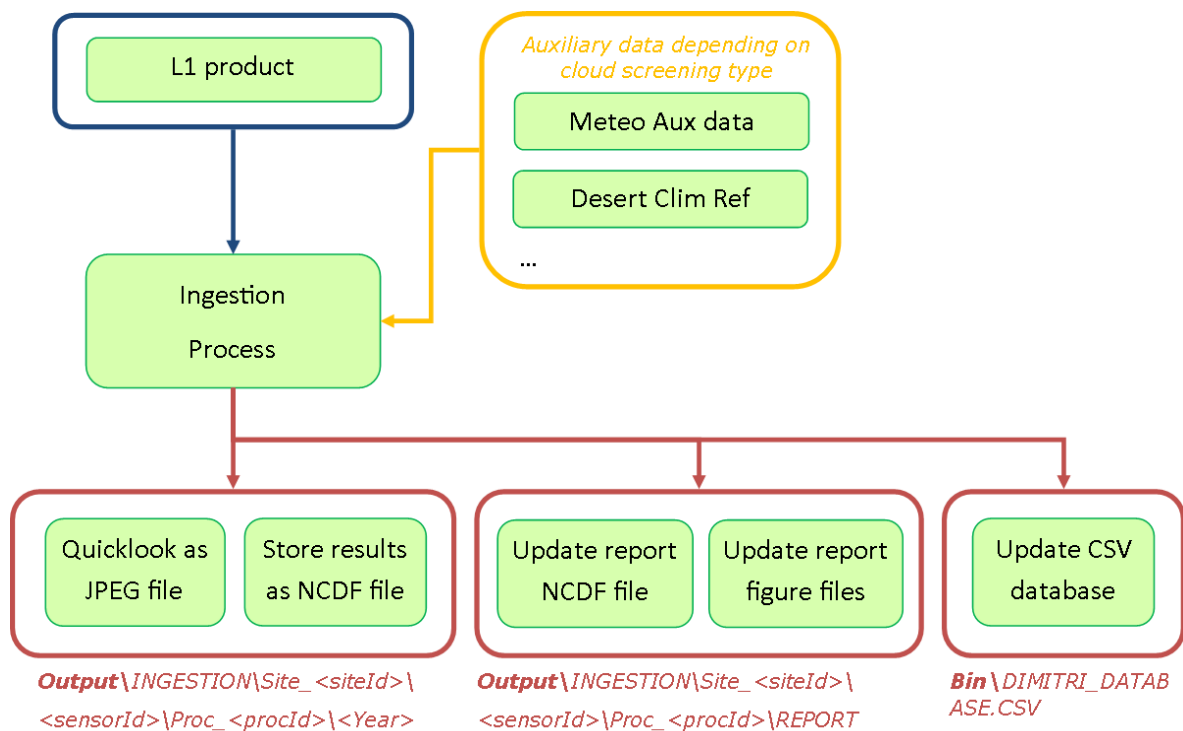 L1 product
Auxiliary data depending on
cloud screening type
Meteo Aux data
Desert Clim Ref
...
Ingestion
Process
Quicklook as
JPEG file
Store results
as NCDF file
Update report
NCDF file
Update report
figure files
Update CSV
database
Output\INGESTION\Site_<siteId>\
<sensorId>\Proc_<procId>\<Year>
Output\INGESTION\Site_<siteId>\
<sensorId>\Proc_<procId>\REPORT
Bin\DIMITRI_DATAB
ASE.CSV